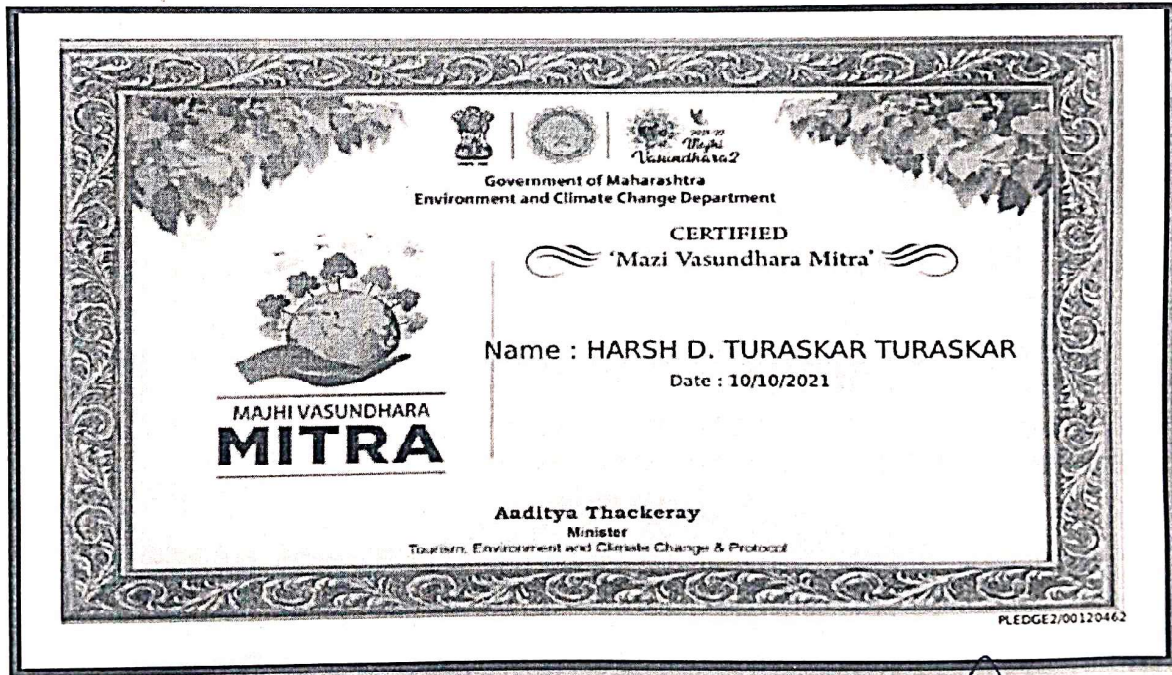 Majhi
Vasundhara2
Government of Maharashtra
Environment and Climate Change Department
CERTIFIED
'Mazi Vasundhara Mitra'
Name : HARSH D. TURASKAR TURASKAR
Date : 10/10/2021
MAJHI VASUNDHARA
MITRA
Aaditya Thackeray
Minister
Tourism, Environment and Climate Change & Protocol
PLEDGE2/00120462